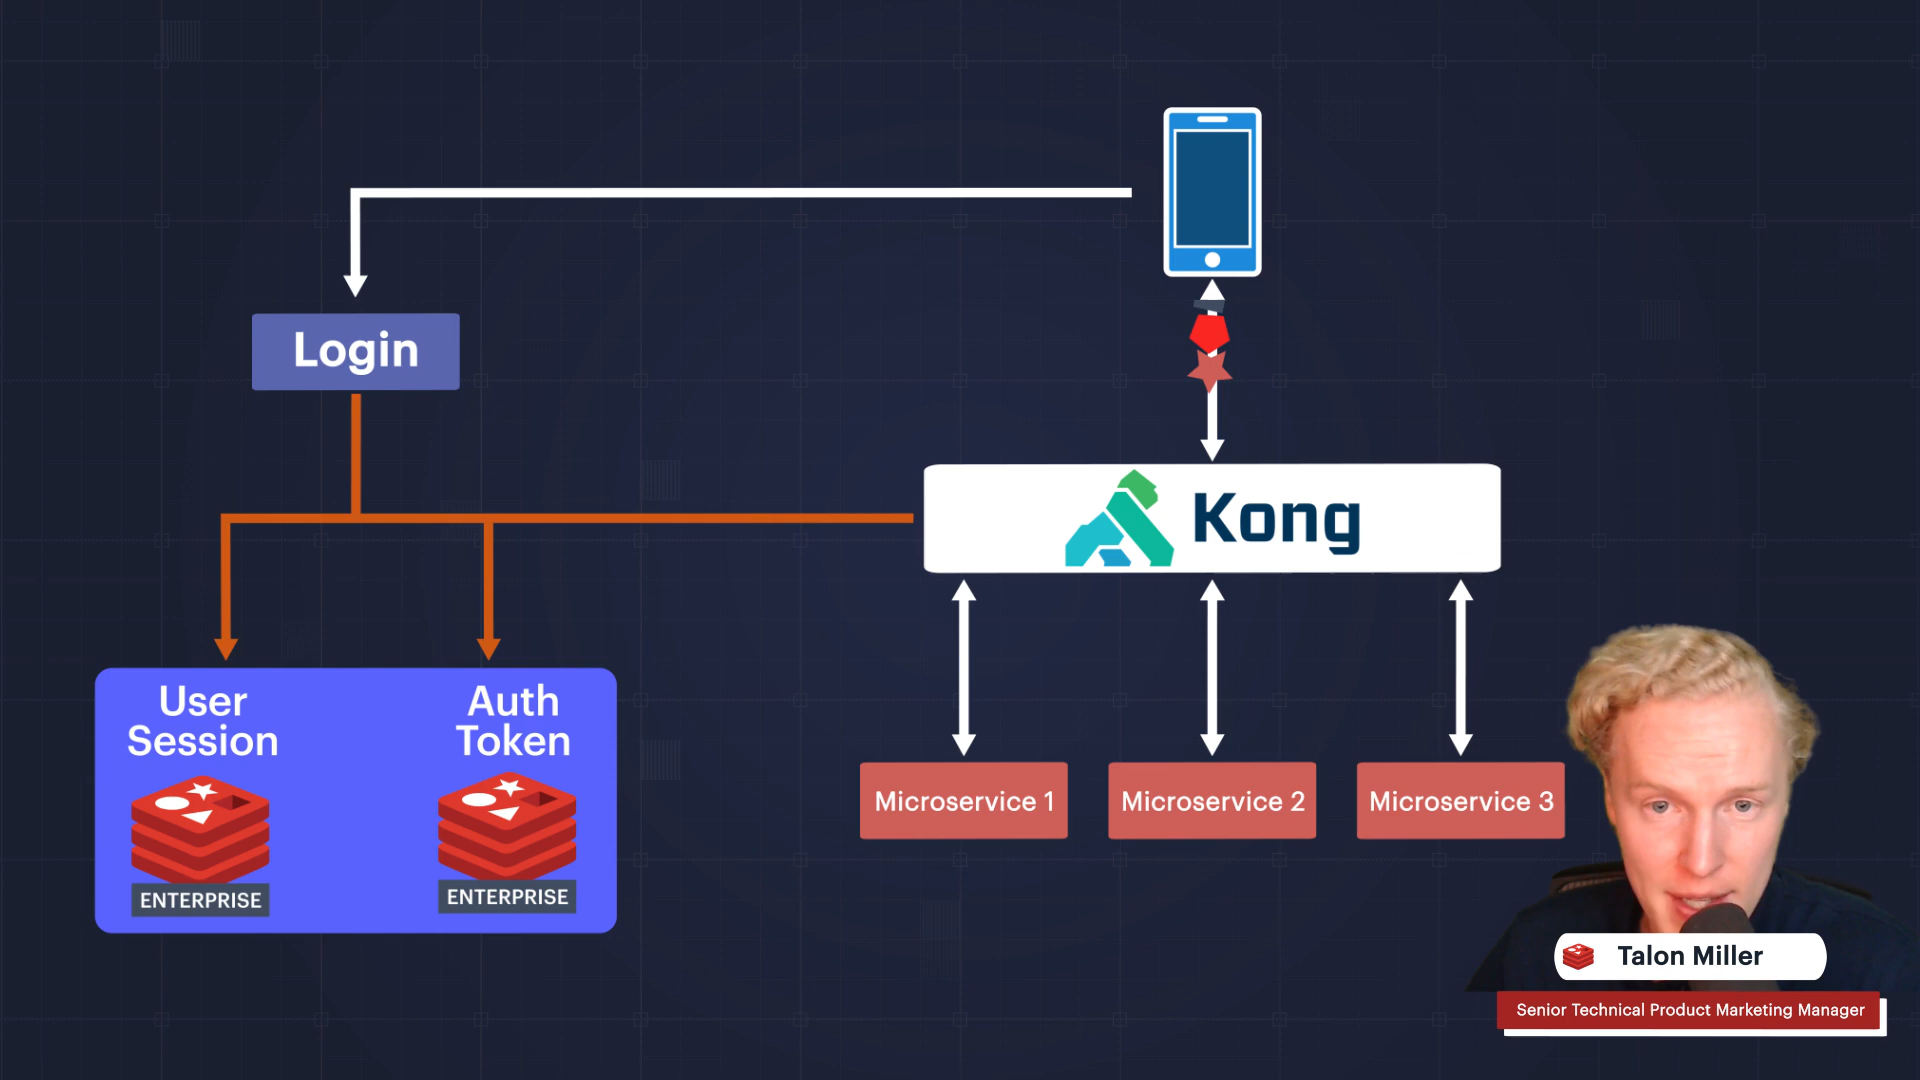 Login
Kong
User
Session
Auth
Token
ENTERPRISE
ENTERPRISE
Microservice 1
Microservice 2
Microservice 3
Talon Miller
Senior Technical Product Marketing Manager